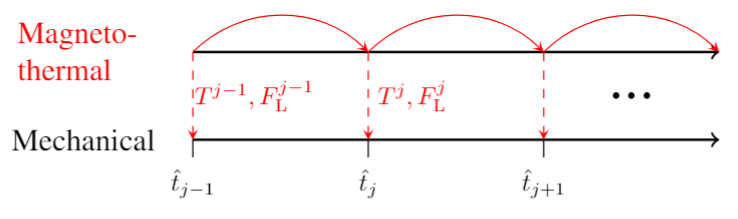 Magneto-
thermal
T^{j−1}, F_L^{j−1}
T^j, F_L^j
...
Mechanical
t̂_{j−1}
t̂_j
t̂_{j+1}